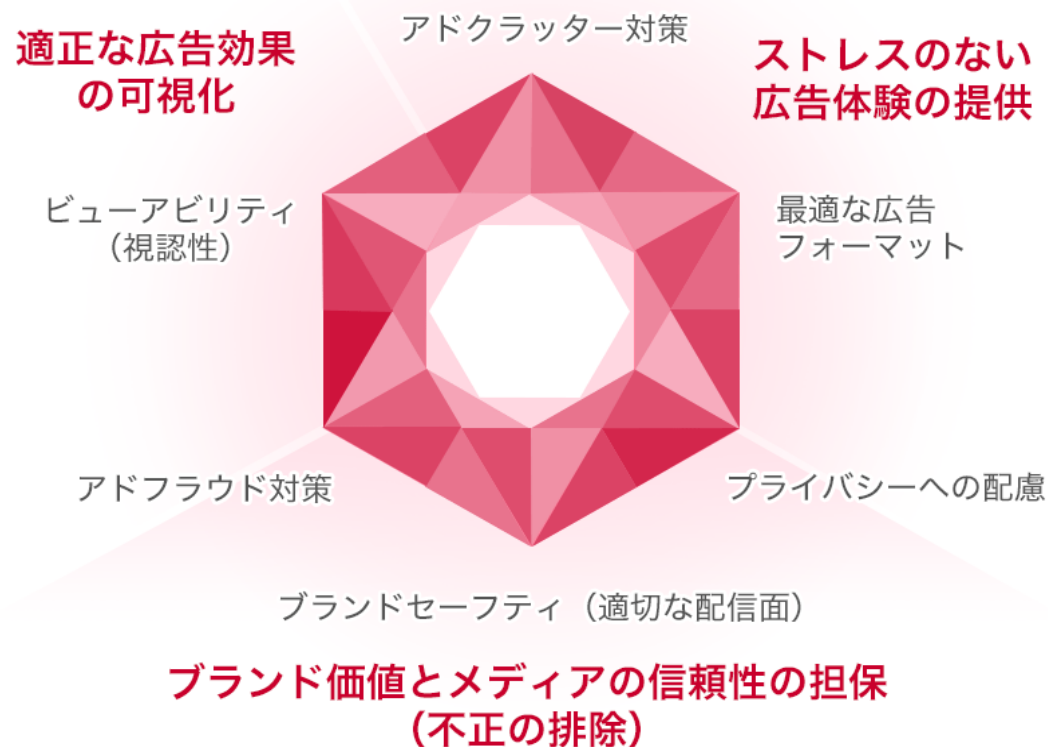 適正な広告効果
の可視化
アドクラッター対策
ストレスのない
広告体験の提供
ビューアビリティ
（視認性）
最適な広告
フォーマット
アドフラウド対策
プライバシーへの配慮
ブランドセーフティ（適切な配信面）
ブランド価値とメディアの信頼性の担保
（不正の排除）